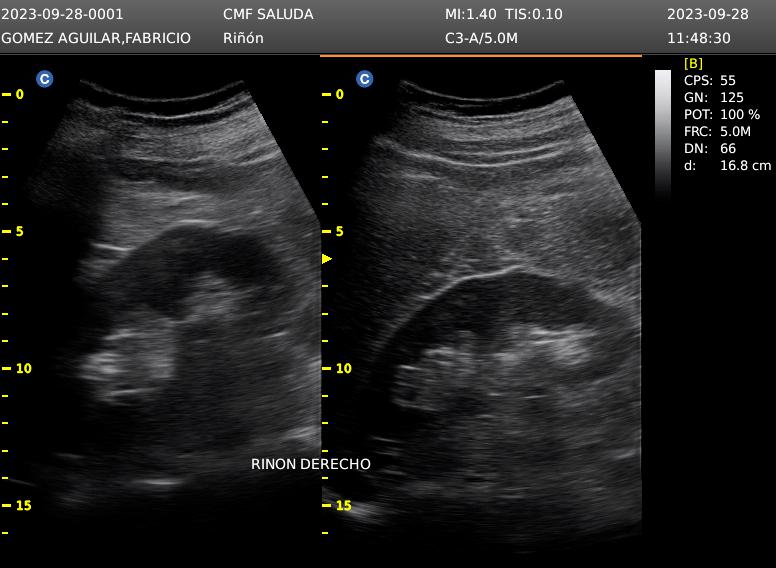 2023-09-28-0001 CMF SALUDA MI:1.40 TIS:0.10 2023-09-28
GOMEZ AGUILAR,FABRICIO Riñón C3-A/5.0M 11:48:30
C
C
[B]
CPS: 55
GN: 125
POT: 100 %
FRC: 5.0M
DN: 66
d: 16.8 cm
0
5
10
15
0
5
10
15
RINON DERECHO